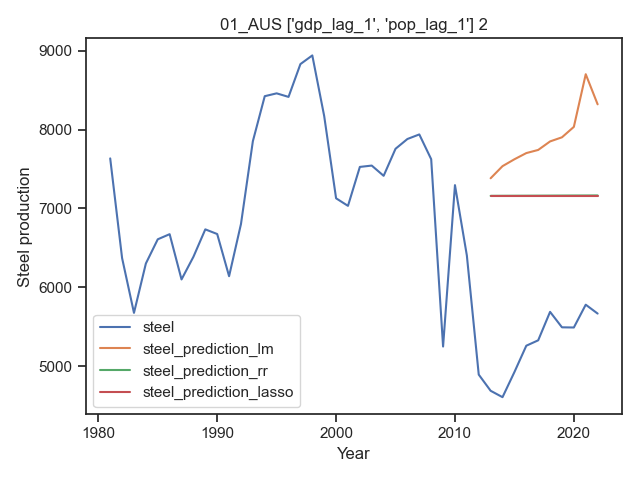 01_AUS ['gdp_lag_1', 'pop_lag_1'] 2
Steel production
9000
8000
7000
6000
5000
steel
steel_prediction_lm
steel_prediction_rr
steel_prediction_lasso
1980
1990
2000
2010
2020
Year